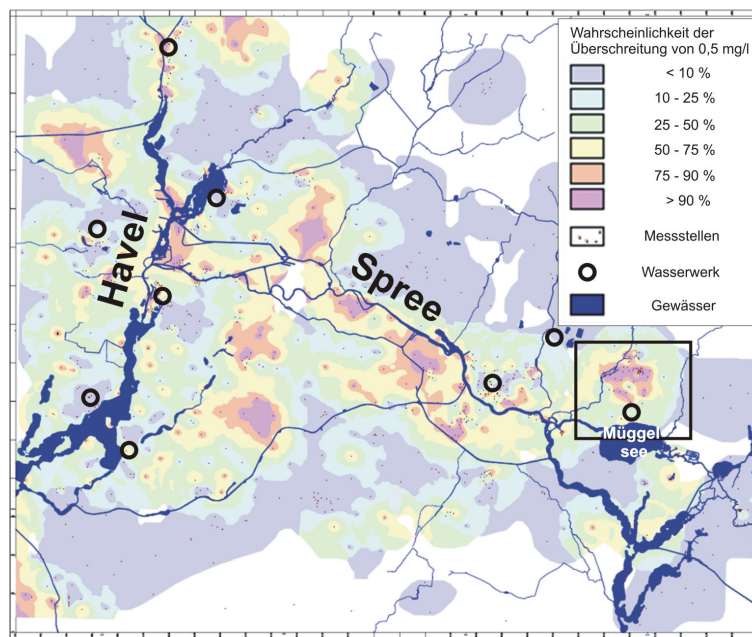 Wahrscheinlichkeit der
Überschreitung von 0,5 mg/l
< 10 %
10 - 25 %
25 - 50 %
50 - 75 %
75 - 90 %
> 90 %
Messstellen
Wasserwerk
Gewässer
Havel
Spree
Müggel
see